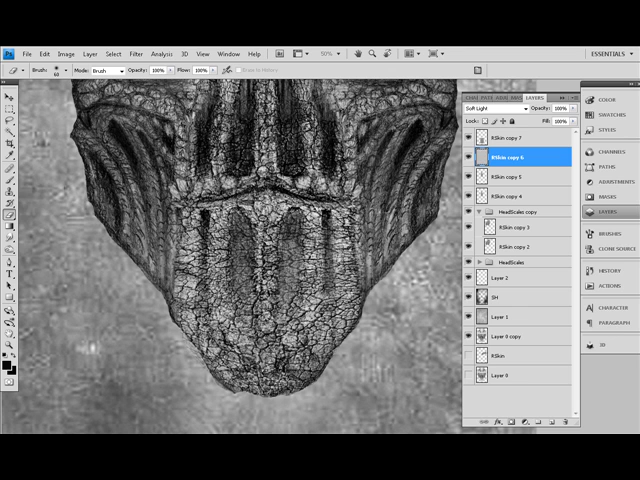 Ps File Edit Image Layer Select Filter Analysis 3D View Window Help 50% ESSENTIALS
Brush: Mode: Brush Opacity: 100% Flow: 100% Erase to History
LAYERS
Soft Light Opacity: 100%
Lock: Fill: 100%
RSkin copy 7
RSkin copy 6
RSkin copy 5
RSkin copy 4
HeadScales copy
RSkin copy 3
RSkin copy 2
HeadScales
Layer 2
SH
Layer 1
Layer 0 copy
RSkin
Layer 0
fx
COLOR
SWATCHES
STYLES
CHANNELS
PATHS
ADJUSTMENTS
MASKS
LAYERS
BRUSHES
CLONE SOURCE
HISTORY
ACTIONS
CHARACTER
PARAGRAPH
3D